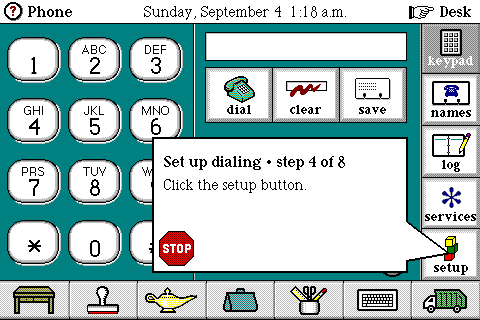 ? Phone
Sunday, September 4 1:18 a.m.
Desk
1
ABC
2
DEF
3
dial
clear
save
keypad
names
log
services
setup
GHI
4
JKL
5
MNO
6
PRS
7
TUV
8
*
0
Set up dialing • step 4 of 8
Click the setup button.
STOP